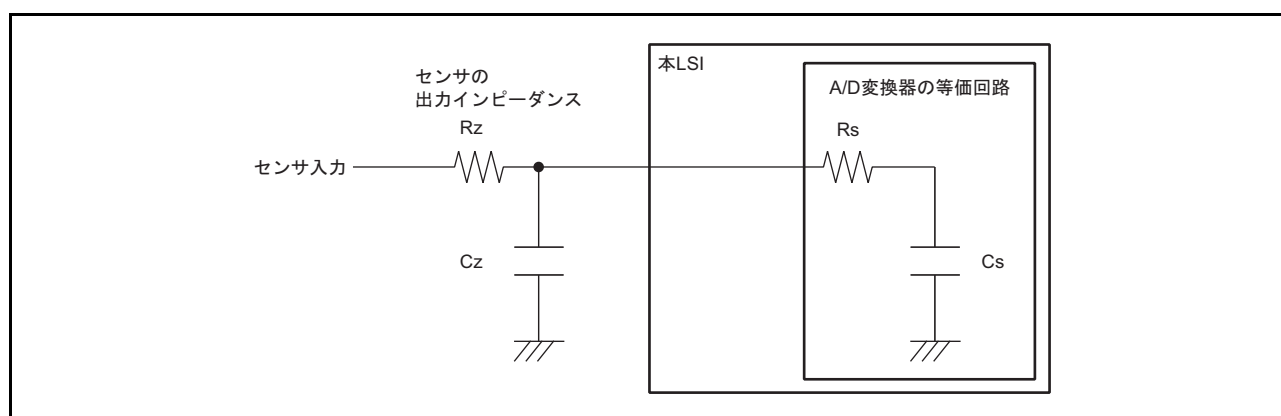 本LSI
A/D変換器の等価回路
センサの
出力インピーダンス
Rz
Rs
センサ入力
Cz
Cs